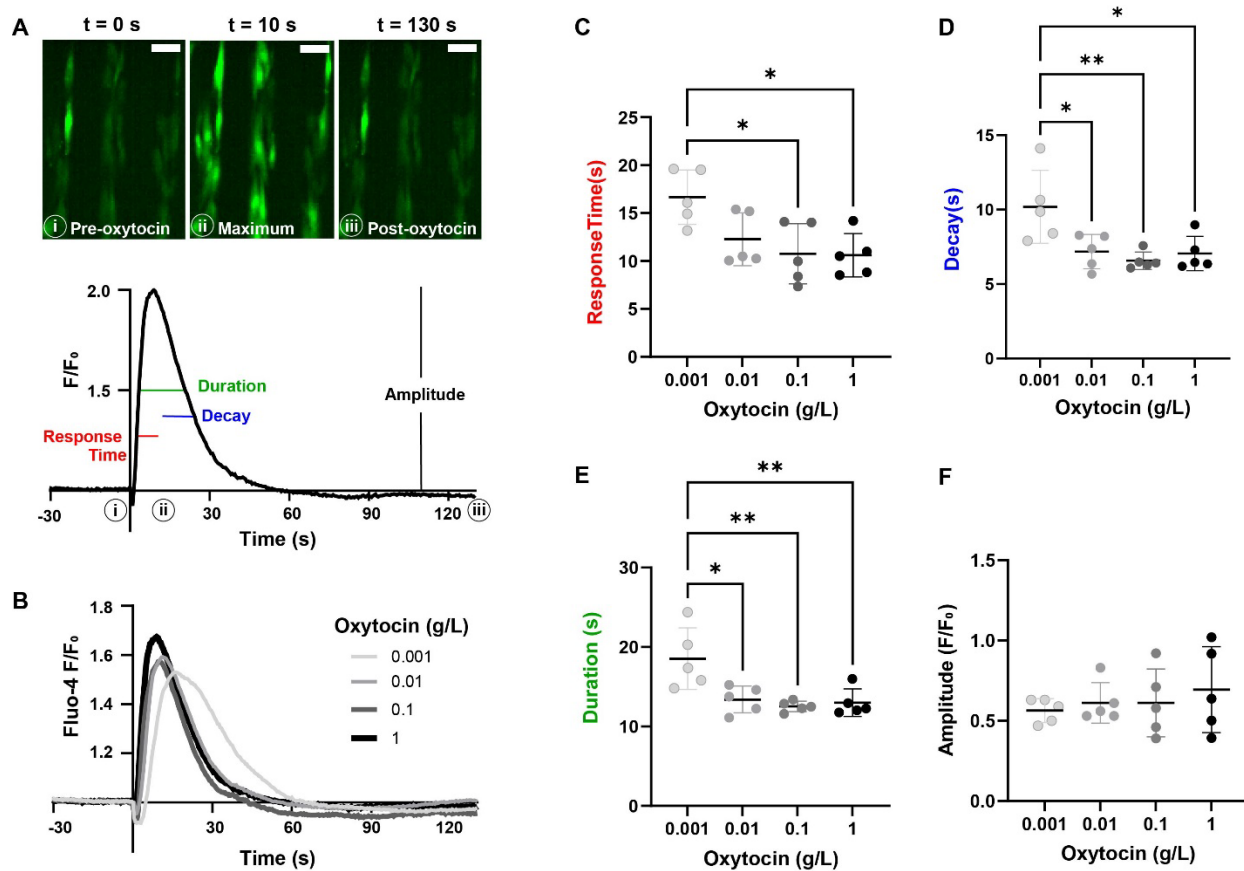 A
t = 0 s
t = 10 s
t = 130 s
i Pre-oxytocin
ii Maximum
iii Post-oxytocin
F/F₀
2.0
1.5
Duration
Decay
Response
Time
Amplitude
-30
i
ii
30
60
90
120
iii
Time (s)
B
Fluo-4 F/F₀
1.8
1.6
1.4
1.2
Oxytocin (g/L)
0.001
0.01
0.1
1
-30
30
60
90
120
Time (s)
C
ResponseTime(s)
25
20
15
10
5
0
*
*
0.001
0.01
0.1
1
Oxytocin (g/L)
D
Decay(s)
15
10
5
0
*
**
*
0.001
0.01
0.1
1
Oxytocin (g/L)
E
Duration (s)
30
20
10
0
**
**
*
0.001
0.01
0.1
1
Oxytocin (g/L)
F
Amplitude (F/F₀)
1.5
1.0
0.5
0.0
0.001
0.01
0.1
1
Oxytocin (g/L)